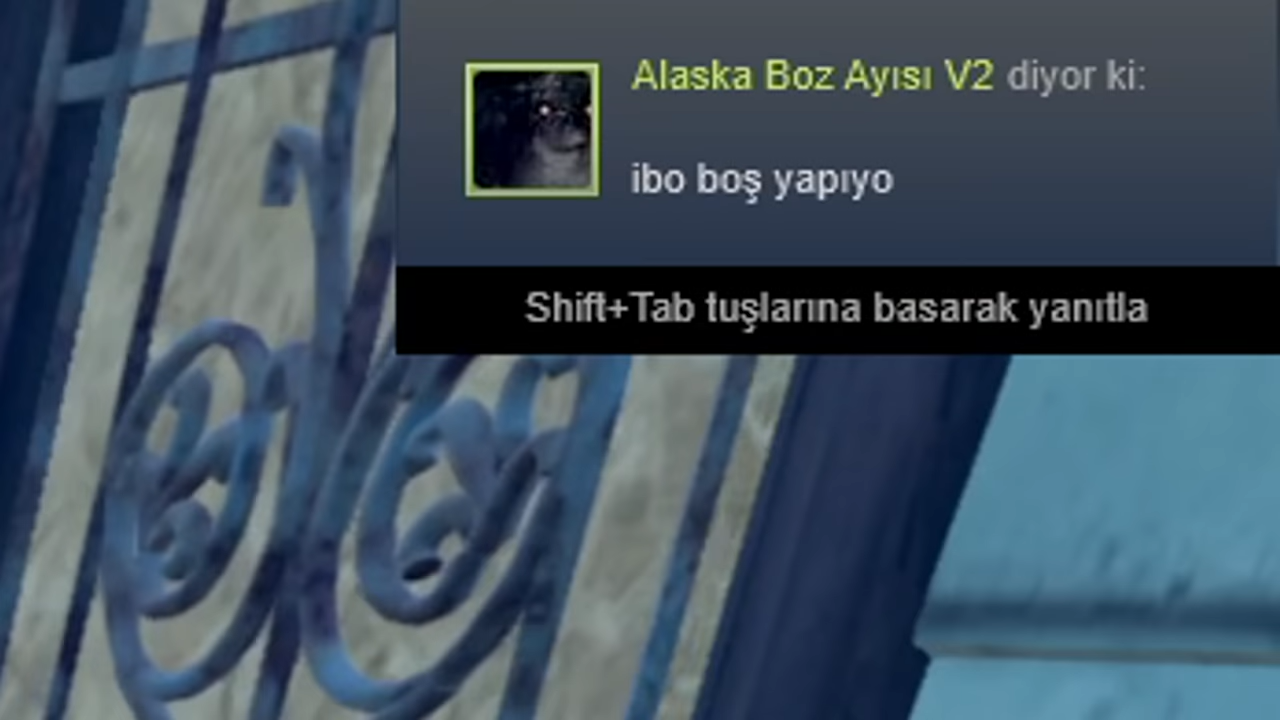 Alaska Boz Ayısı V2 diyor ki:
ibo boş yapıyo
Shift+Tab tuşlarına basarak yanıtla